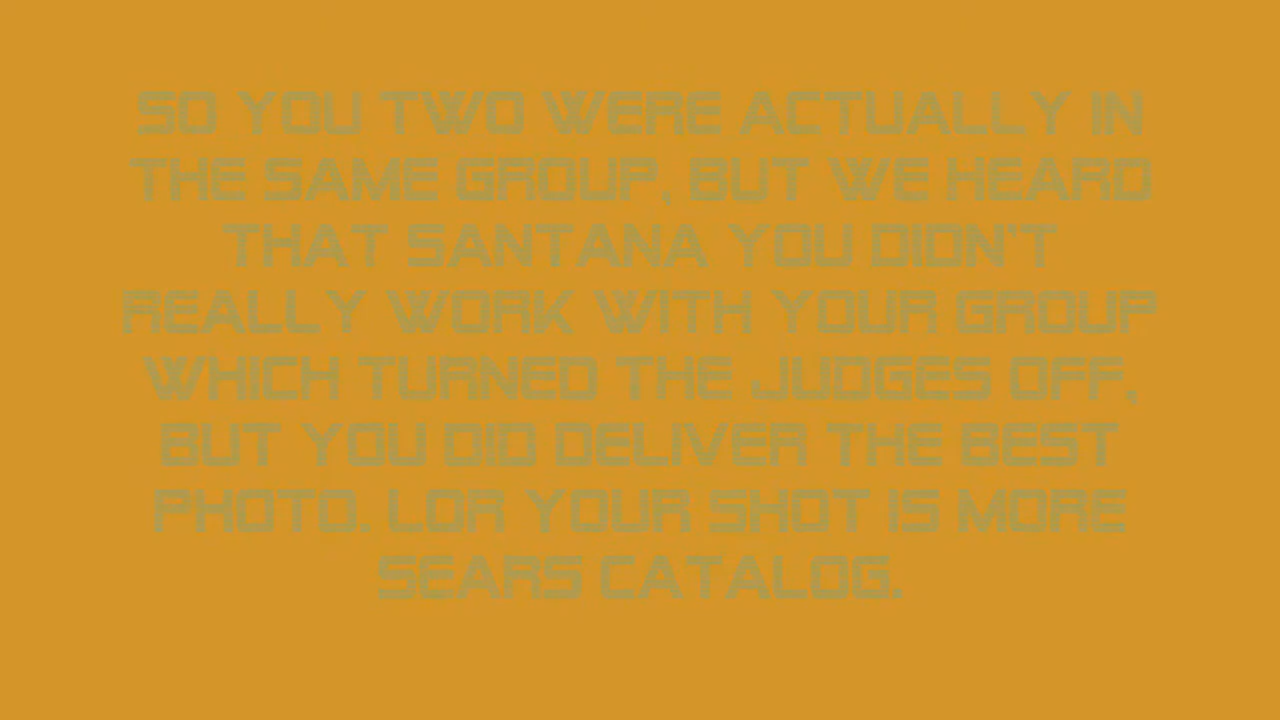 SO YOU TWO WERE ACTUALLY IN
THE SAME GROUP, BUT WE HEARD
THAT SANTANA YOU DIDN'T
REALLY WORK WITH YOUR GROUP
WHICH TURNED THE JUDGES OFF,
BUT YOU DID DELIVER THE BEST
PHOTO. LOR YOUR SHOT IS MORE
SEARS CATALOG.